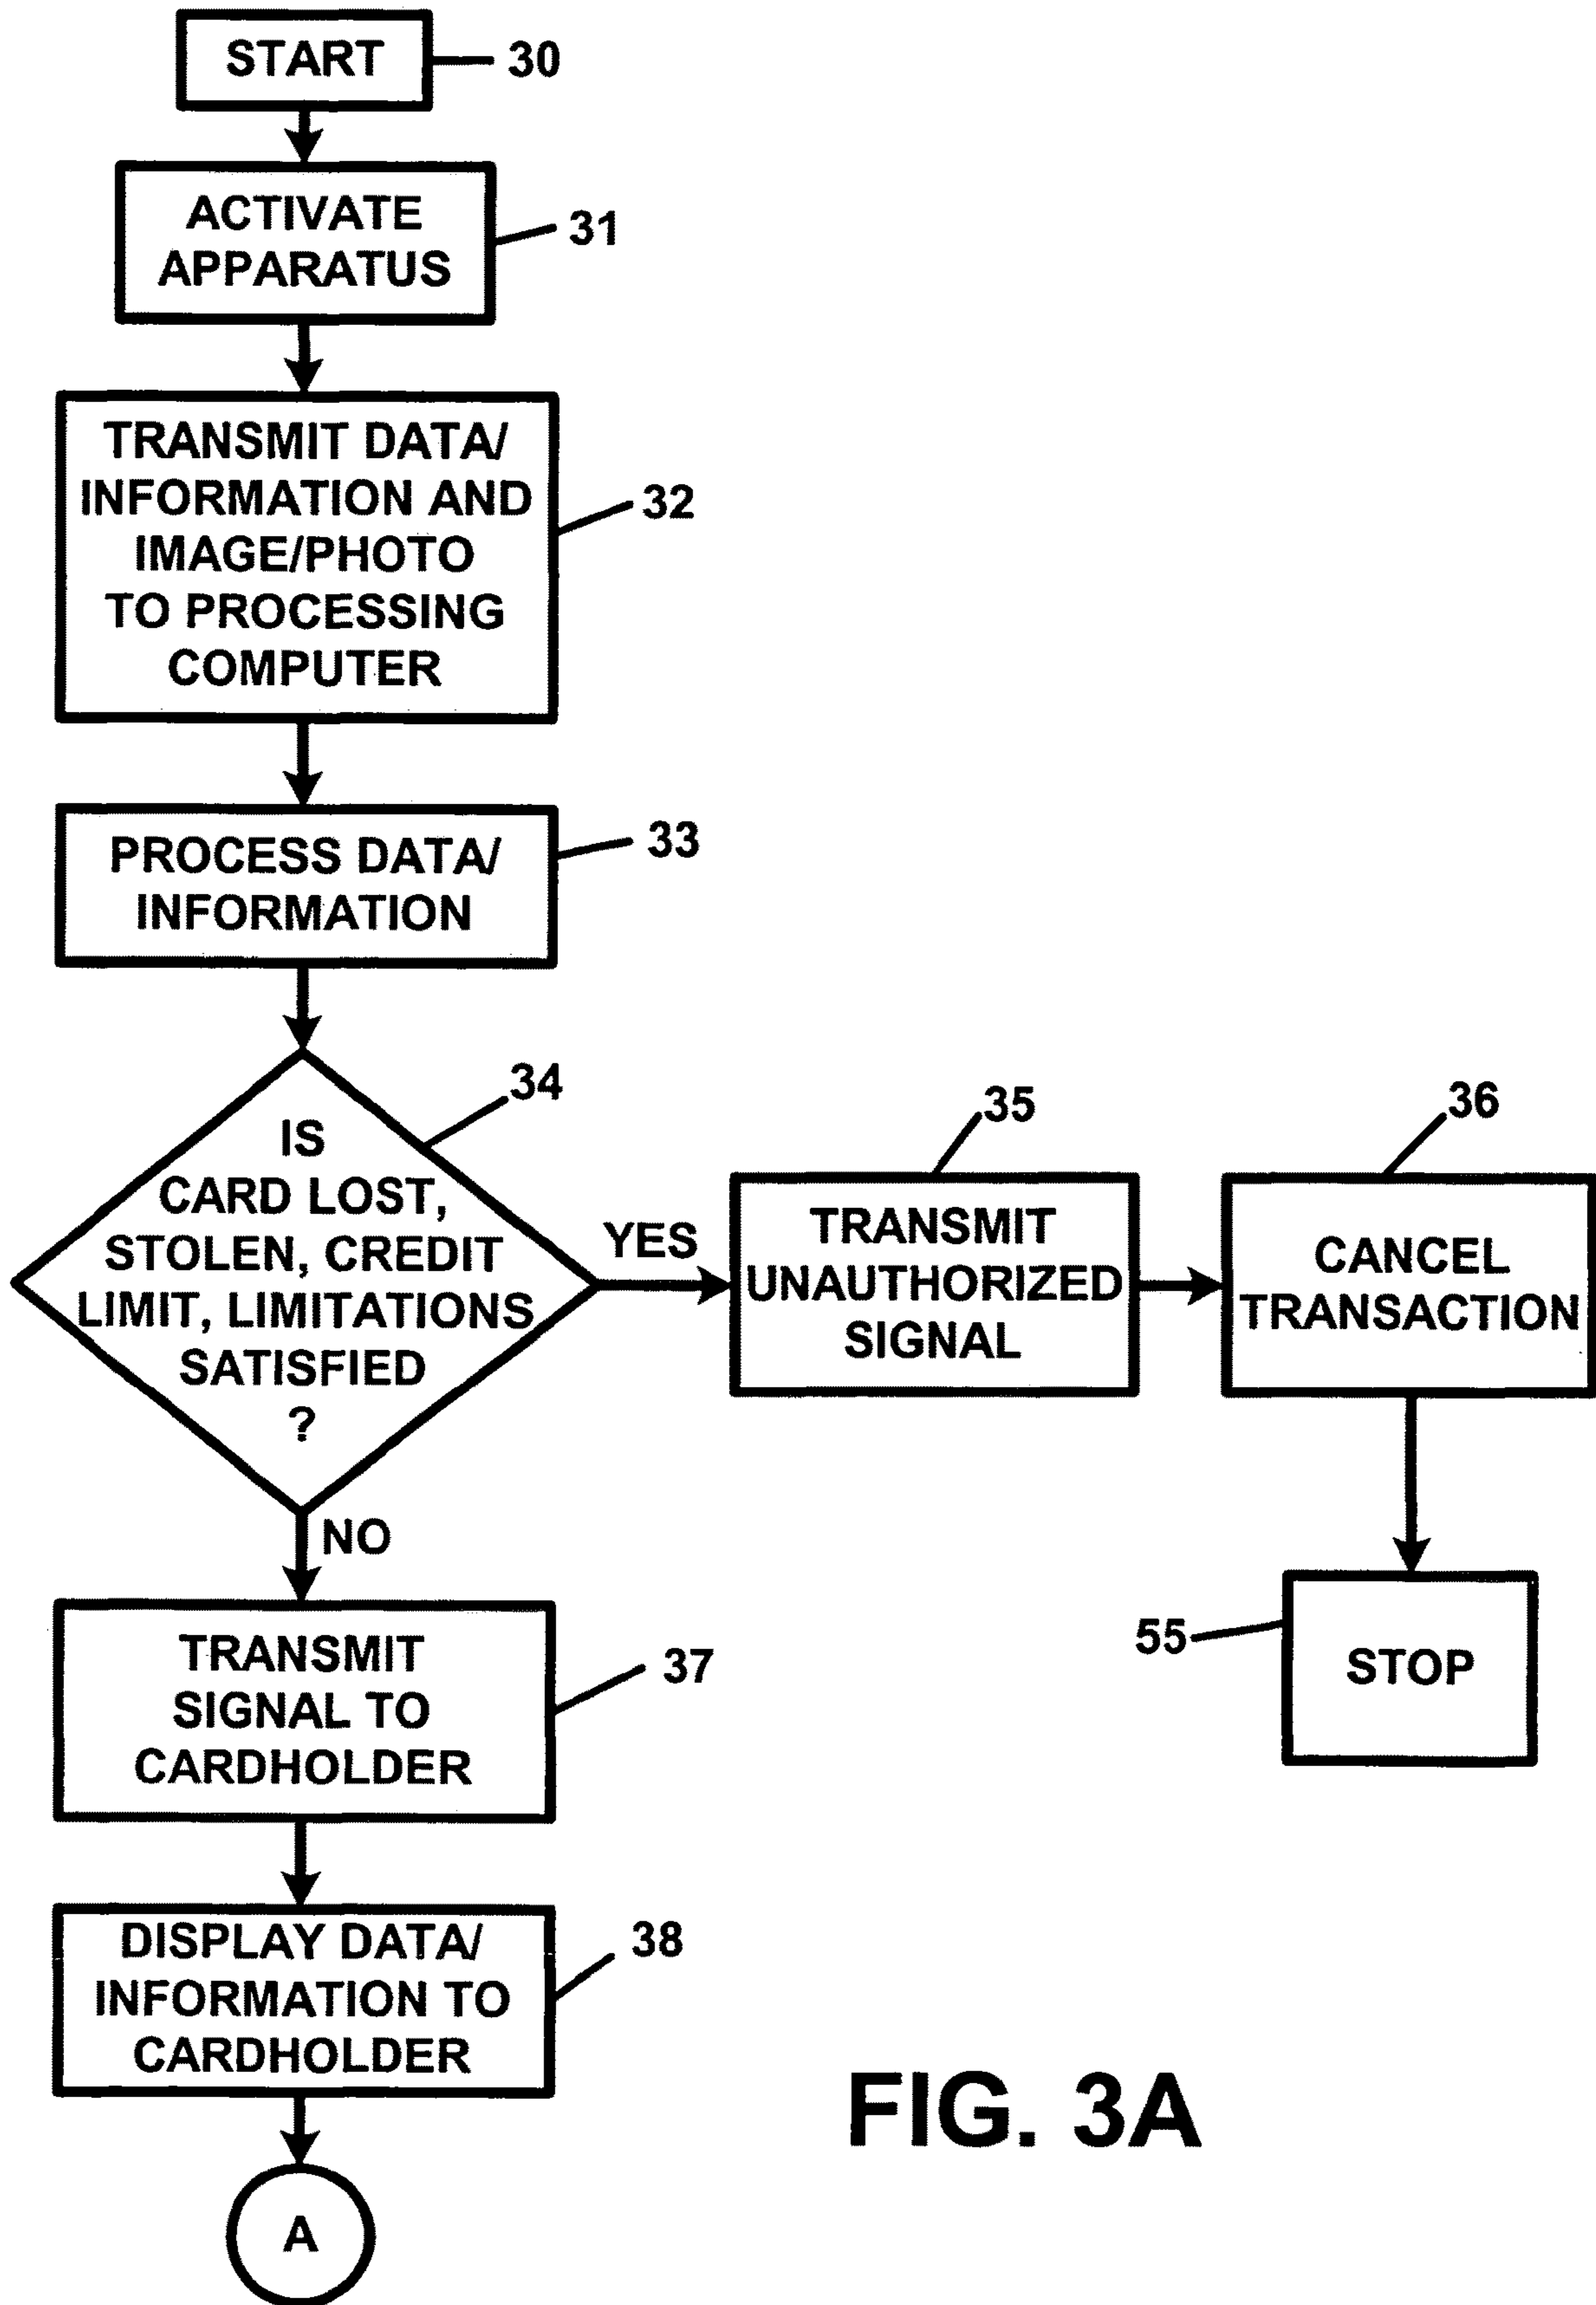 START
30
ACTIVATE
APPARATUS
31
TRANSMIT DATA/
INFORMATION AND
IMAGE/PHOTO
TO PROCESSING
COMPUTER
32
PROCESS DATA/
INFORMATION
33
34
IS
CARD LOST,
STOLEN, CREDIT
LIMIT, LIMITATIONS
SATISFIED
?
YES
35
TRANSMIT
UNAUTHORIZED
SIGNAL
36
CANCEL
TRANSACTION
55
STOP
NO
TRANSMIT
SIGNAL TO
CARDHOLDER
37
DISPLAY DATA/
INFORMATION TO
CARDHOLDER
38
A
FIG. 3A